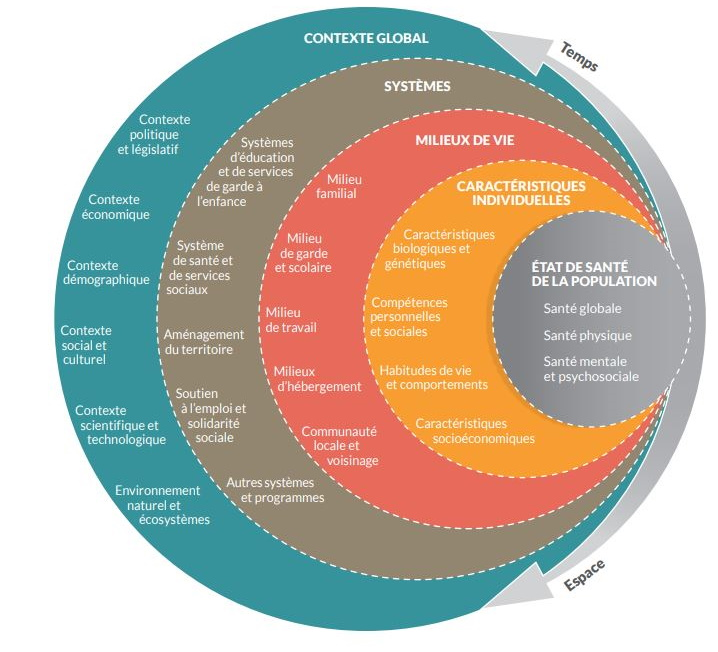 CONTEXTE GLOBAL
Temps
SYSTÈMES
MILIEUX DE VIE
CARACTÉRISTIQUES
INDIVIDUELLES
ÉTAT DE SANTÉ
DE LA POPULATION
Contexte
politique
et législatif
Contexte
économique
Contexte
démographique
Contexte
social et
culturel
Contexte
scientifique et
technologique
Environnement
naturel et
écosystèmes
Systèmes
d'éducation
et de services
de garde à
l'enfance
Système
de santé et
de services
sociaux
Aménagement
du territoire
Soutien
à l'emploi et
solidarité
sociale
Autres systèmes
et programmes
Milieu
familial
Milieu
de garde
et scolaire
Milieu
de travail
Milieux
d'hébergement
Communauté
locale et
voisinage
Caractéristiques
biologiques et
génétiques
Compétences
personnelles
et sociales
Habitudes de vie
et comportements
Caractéristiques
socioéconomiques
Santé globale
Santé physique
Santé mentale
et psychosociale
Espace